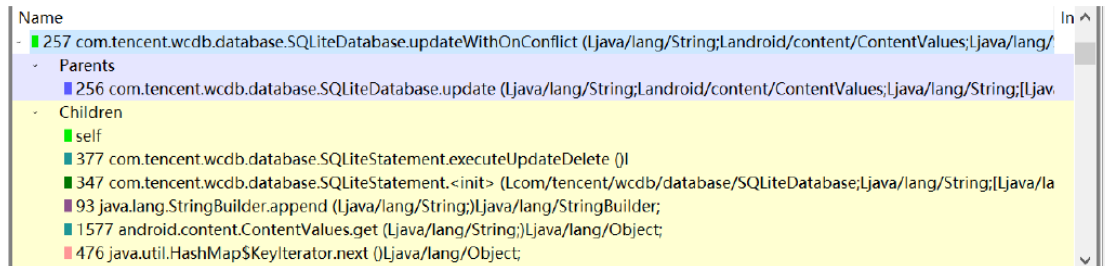 Name
In
257 com.tencent.wcdb.database.SQLiteDatabase.updateWithOnConflict (Ljava/lang/String;Landroid/content/ContentValues;Ljava/lang/
Parents
256 com.tencent.wcdb.database.SQLiteDatabase.update (Ljava/lang/String;Landroid/content/ContentValues;Ljava/lang/String;[Ljav
Children
self
377 com.tencent.wcdb.database.SQLiteStatement.executeUpdateDelete ()I
347 com.tencent.wcdb.database.SQLiteStatement.<init> (Lcom/tencent/wcdb/database/SQLiteDatabase;Ljava/lang/String;[Ljava/la
93 java.lang.StringBuilder.append (Ljava/lang/String;)Ljava/lang/StringBuilder;
1577 android.content.ContentValues.get (Ljava/lang/String;)Ljava/lang/Object;
476 java.util.HashMap$KeyIterator.next ()Ljava/lang/Object;